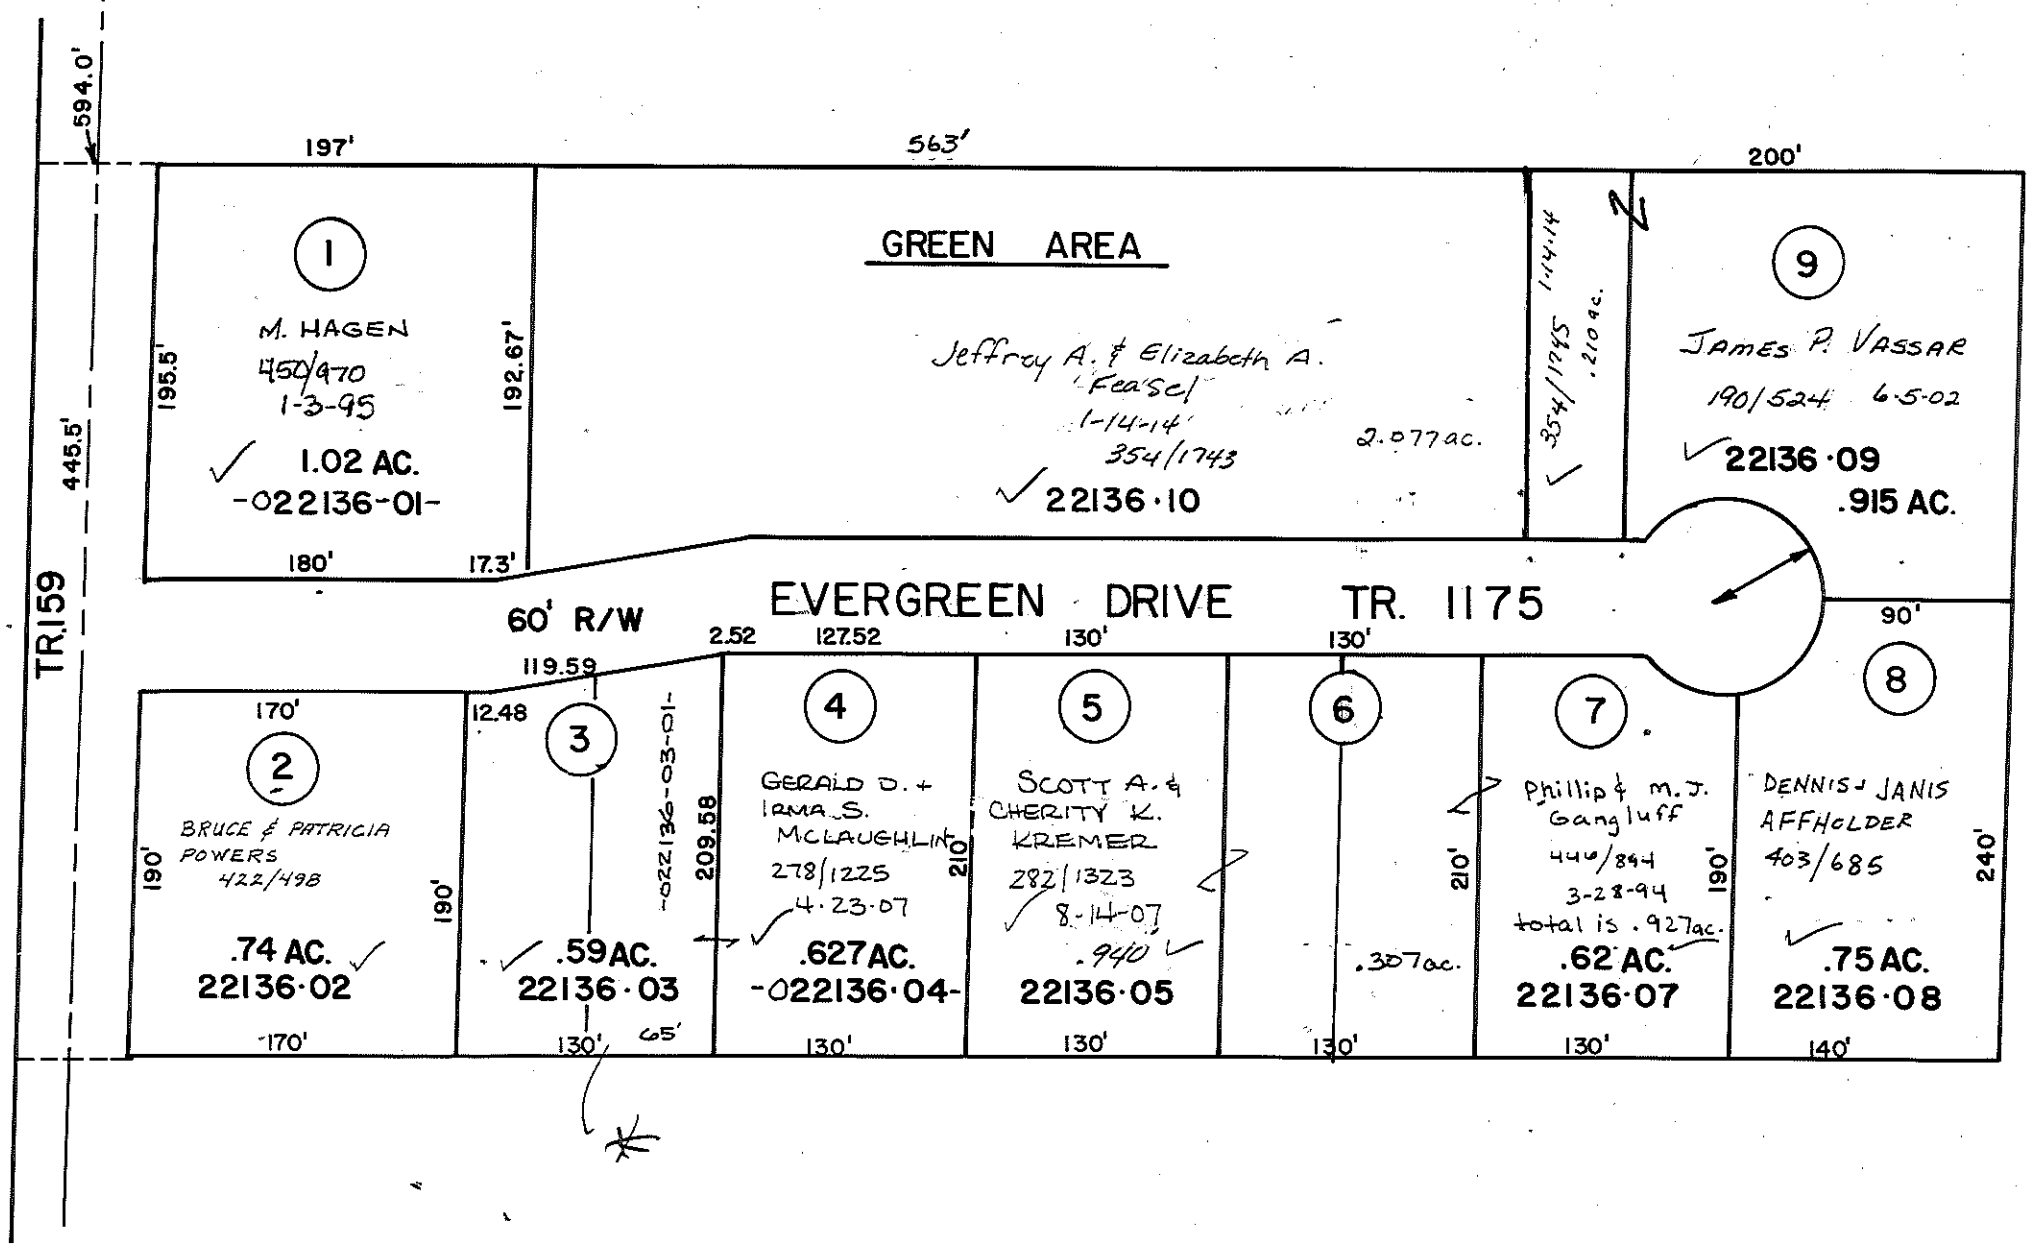 594.0'
197'
563'
200'
1
M. HAGEN
450/970
1-3-95
1.02 AC.
-022136-01-
195.5'
192.67'
180'
17.3'
GREEN AREA
Jeffrey A. & Elizabeth A.
Feasel
1-14-14
354/1743
2.077ac.
22136.10
354/1745 1-14-14
.210 ac.
9
JAMES P. VASSAR
190/524 6-5-02
22136.09
.915 AC.
445.5'
TR.159
60' R/W
EVERGREEN DRIVE TR. 1175
2.52
127.52
130'
130'
90'
119.59
170'
12.48
2
BRUCE & PATRICIA
POWERS
422/498
190'
190'
.74 AC.
22136.02
170'
3
-022136-03-01-
209.58
.59AC.
22136.03
130'
65'
4
GERALD D. +
IRMA S.
MCLAUGHLIN
278/1225
4.23.07
210'
.627AC.
-022136.04-
130'
5
SCOTT A. &
CHERITY K.
KREMER
282/1323
8-14-07
.940
22136.05
130'
6
.307ac.
210'
130'
7
Phillip & M.J.
Gangluff
446/894
3-28-94
total is .927ac.
190'
.62 AC.
22136.07
130'
8
DENNIS & JANIS
AFFHOLDER
403/685
240'
.75 AC.
22136.08
140'